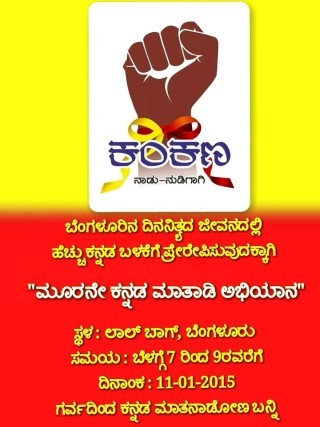 ಕಂಕಣ
ನಾಡು-ನುಡಿಗಾಗಿ
ಬೆಂಗಳೂರಿನ ದಿನನಿತ್ಯದ ಜೀವನದಲ್ಲಿ
ಹೆಚ್ಚು ಕನ್ನಡ ಬಳಕೆಗೆ ಪ್ರೇರೇಪಿಸುವುದಕ್ಕಾಗಿ
"ಮೂರನೇ ಕನ್ನಡ ಮಾತಾಡಿ ಅಭಿಯಾನ"
ಸ್ಥಳ : ಲಾಲ್ ಬಾಗ್, ಬೆಂಗಳೂರು
ಸಮಯ : ಬೆಳಗ್ಗೆ 7 ರಿಂದ 9ರವರೆಗೆ
ದಿನಾಂಕ : 11-01-2015
ಗರ್ವದಿಂದ ಕನ್ನಡ ಮಾತನಾಡೋಣ ಬನ್ನಿ